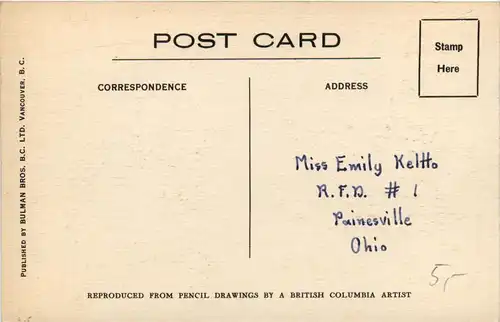 POST CARD
Stamp
Here
CORRESPONDENCE
ADDRESS
Miss Emily Keltto
R.F.D. # 1
Painesville
Ohio
5,-
REPRODUCED FROM PENCIL DRAWINGS BY A BRITISH COLUMBIA ARTIST
PUBLISHED BY BULMAN BROS. B.C. LTD. VANCOUVER, B.C.